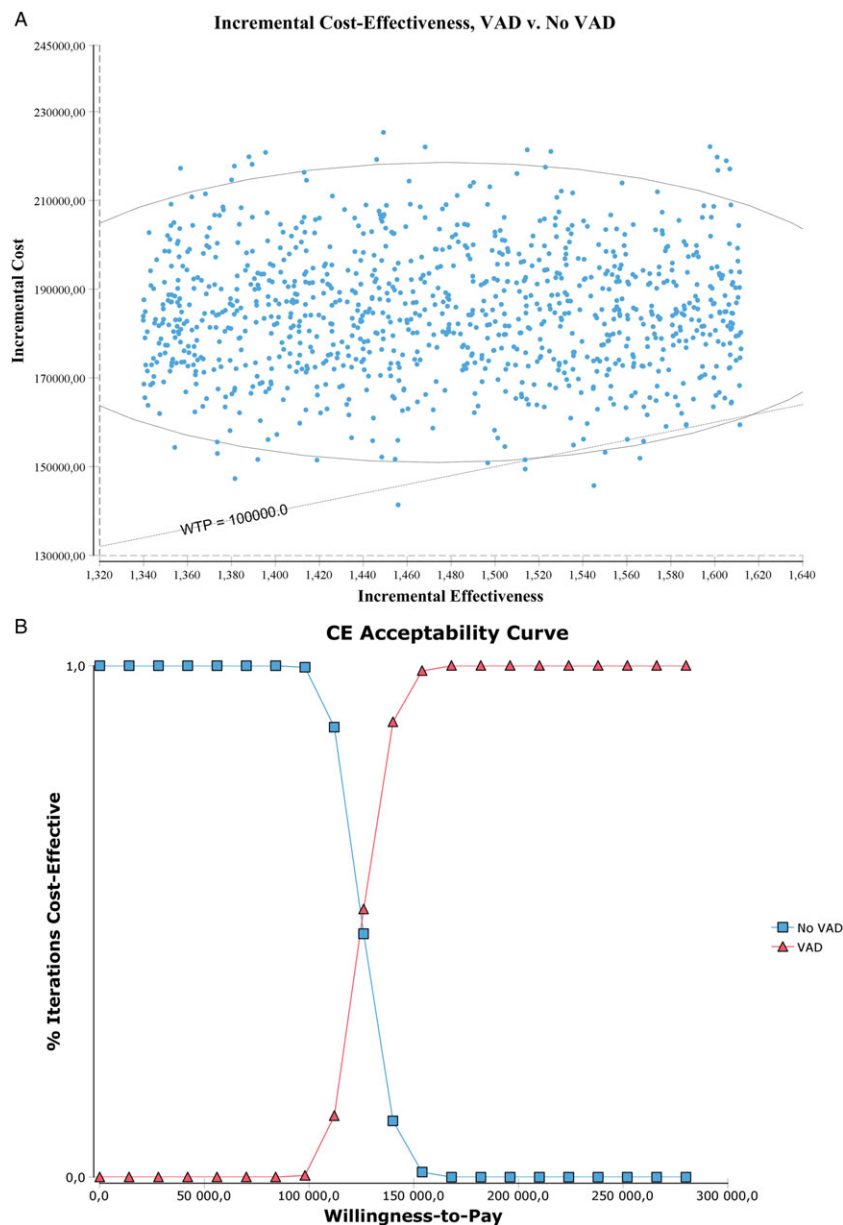 A
Incremental Cost-Effectiveness, VAD v. No VAD
245000,00
230000,00
210000,00
190000,00
170000,00
150000,00
130000,00
Incremental Cost
WTP = 100000.0
1,320 1,340 1,360 1,380 1,400 1,420 1,440 1,460 1,480 1,500 1,520 1,540 1,560 1,580 1,600 1,620 1,640
Incremental Effectiveness
B
CE Acceptability Curve
1,0
% Iterations Cost-Effective
No VAD
VAD
0,0
0,0 50 000,0 100 000,0 150 000,0 200 000,0 250 000,0 300 000,0
Willingness-to-Pay